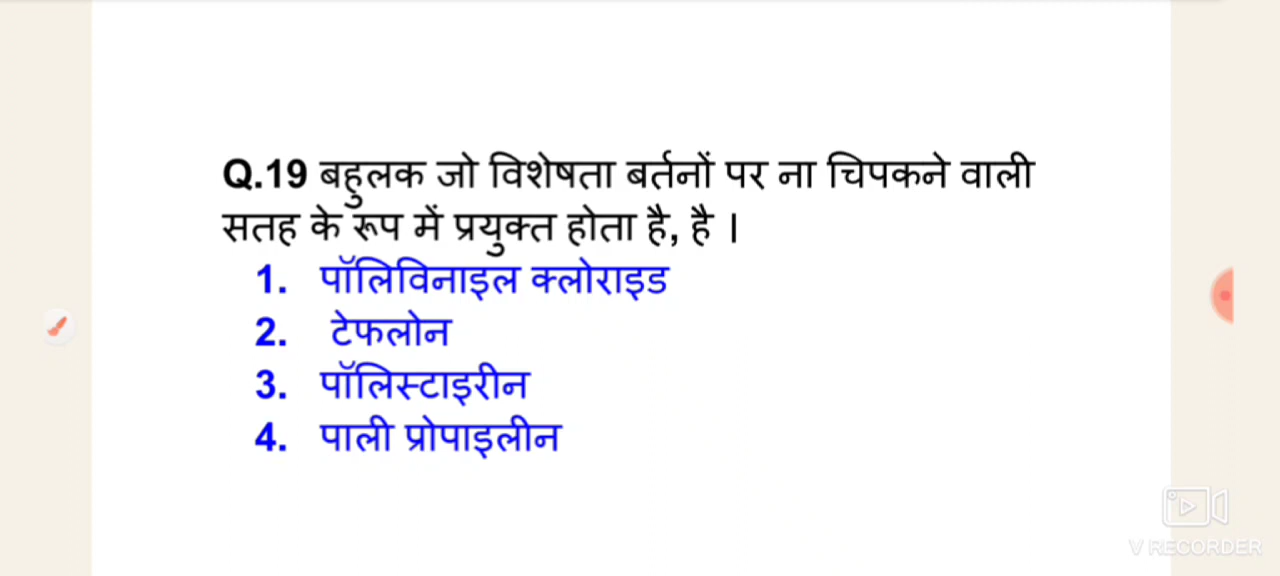 Q.19 बहुलक जो विशेषता बर्तनों पर ना चिपकने वाली
सतह के रूप में प्रयुक्त होता है, है ।
1. पॉलिविनाइल क्लोराइड
2. टेफलोन
3. पॉलिस्टाइरीन
4. पाली प्रोपाइलीन
V RECORDER